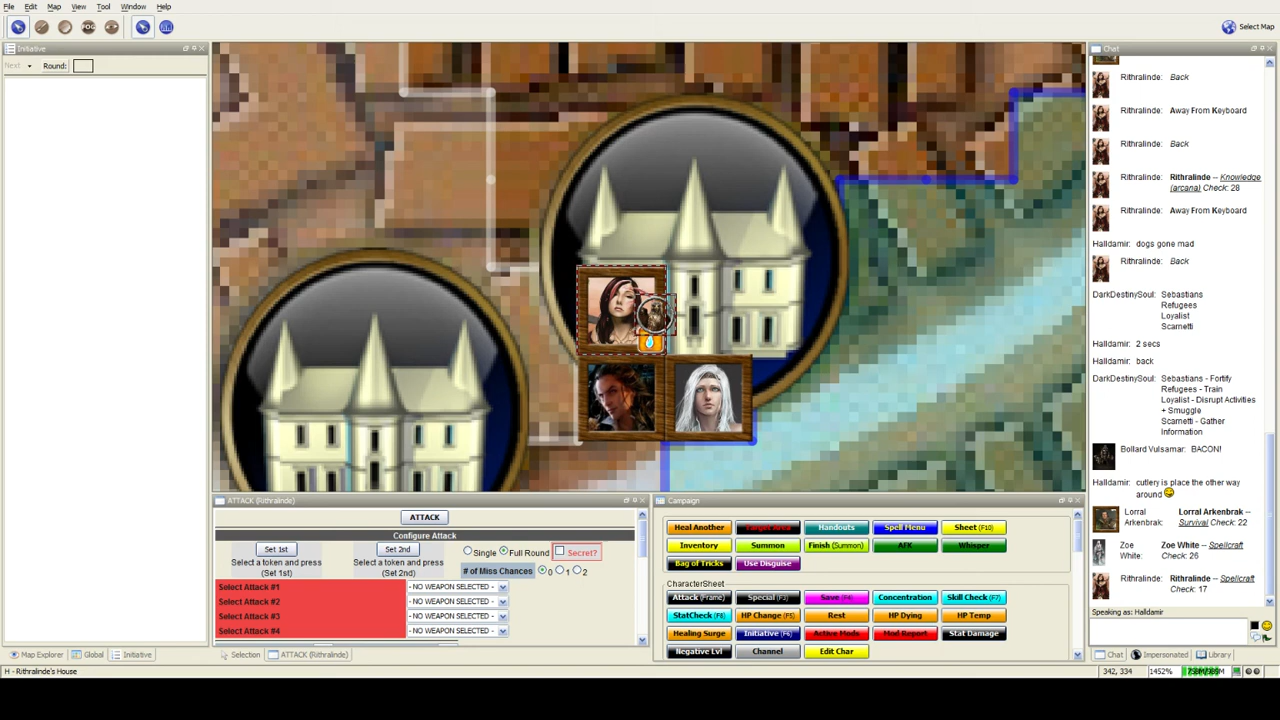 File Edit Map View Tool Window Help
FOG
Select Map
Initiative
Next Round:
Chat
Rithralinde: Back
Rithralinde: Away From Keyboard
Rithralinde: Back
Rithralinde: Rithralinde -- Knowledge
(arcana) Check: 28
Rithralinde: Away From Keyboard
Halldamir: dogs gone mad
Rithralinde: Back
DarkDestinySoul: Sebastians
Refugees
Loyalist
Scarnetti
Halldamir: 2 secs
Halldamir: back
DarkDestinySoul: Sebastians - Fortify
Refugees - Train
Loyalist - Disrupt Activities
+ Smuggle
Scarnetti - Gather
Information
Bollard Vulsamar: BACON!
Halldamir: cutlery is place the other way
around
Lorral Arkenbrak: Lorral Arkenbrak --
Survival Check: 22
Zoe White: Zoe White -- Spellcraft
Check: 26
Rithralinde: Rithralinde -- Spellcraft
Check: 17
Speaking as: Halldamir
Chat Impersonated Library
ATTACK (Rithralinde)
ATTACK
Configure Attack
Set 1st Set 2nd Single Full Round Secret?
Select a token and press Select a token and press
(Set 1st) (Set 2nd) # of Miss Chances 0 1 2
Select Attack #1 - NO WEAPON SELECTED -
Select Attack #2 - NO WEAPON SELECTED -
Select Attack #3 - NO WEAPON SELECTED -
Select Attack #4 - NO WEAPON SELECTED -
Campaign
Heal Another Target Area Handouts Spell Menu Sheet (F10)
Inventory Summon Finish (Summon) AFK Whisper
Bag of Tricks Use Disguise
CharacterSheet
Attack (Frame) Special (F3) Save (F4) Concentration Skill Check (F7)
StatCheck (F8) HP Change (F5) Rest HP Dying HP Temp
Healing Surge Initiative (F6) Active Mods Mod Report Stat Damage
Negative Lvl Channel Edit Char
Map Explorer Global Initiative
Selection ATTACK (Rithralinde)
H - Rithralinde's House
342, 334 1452%